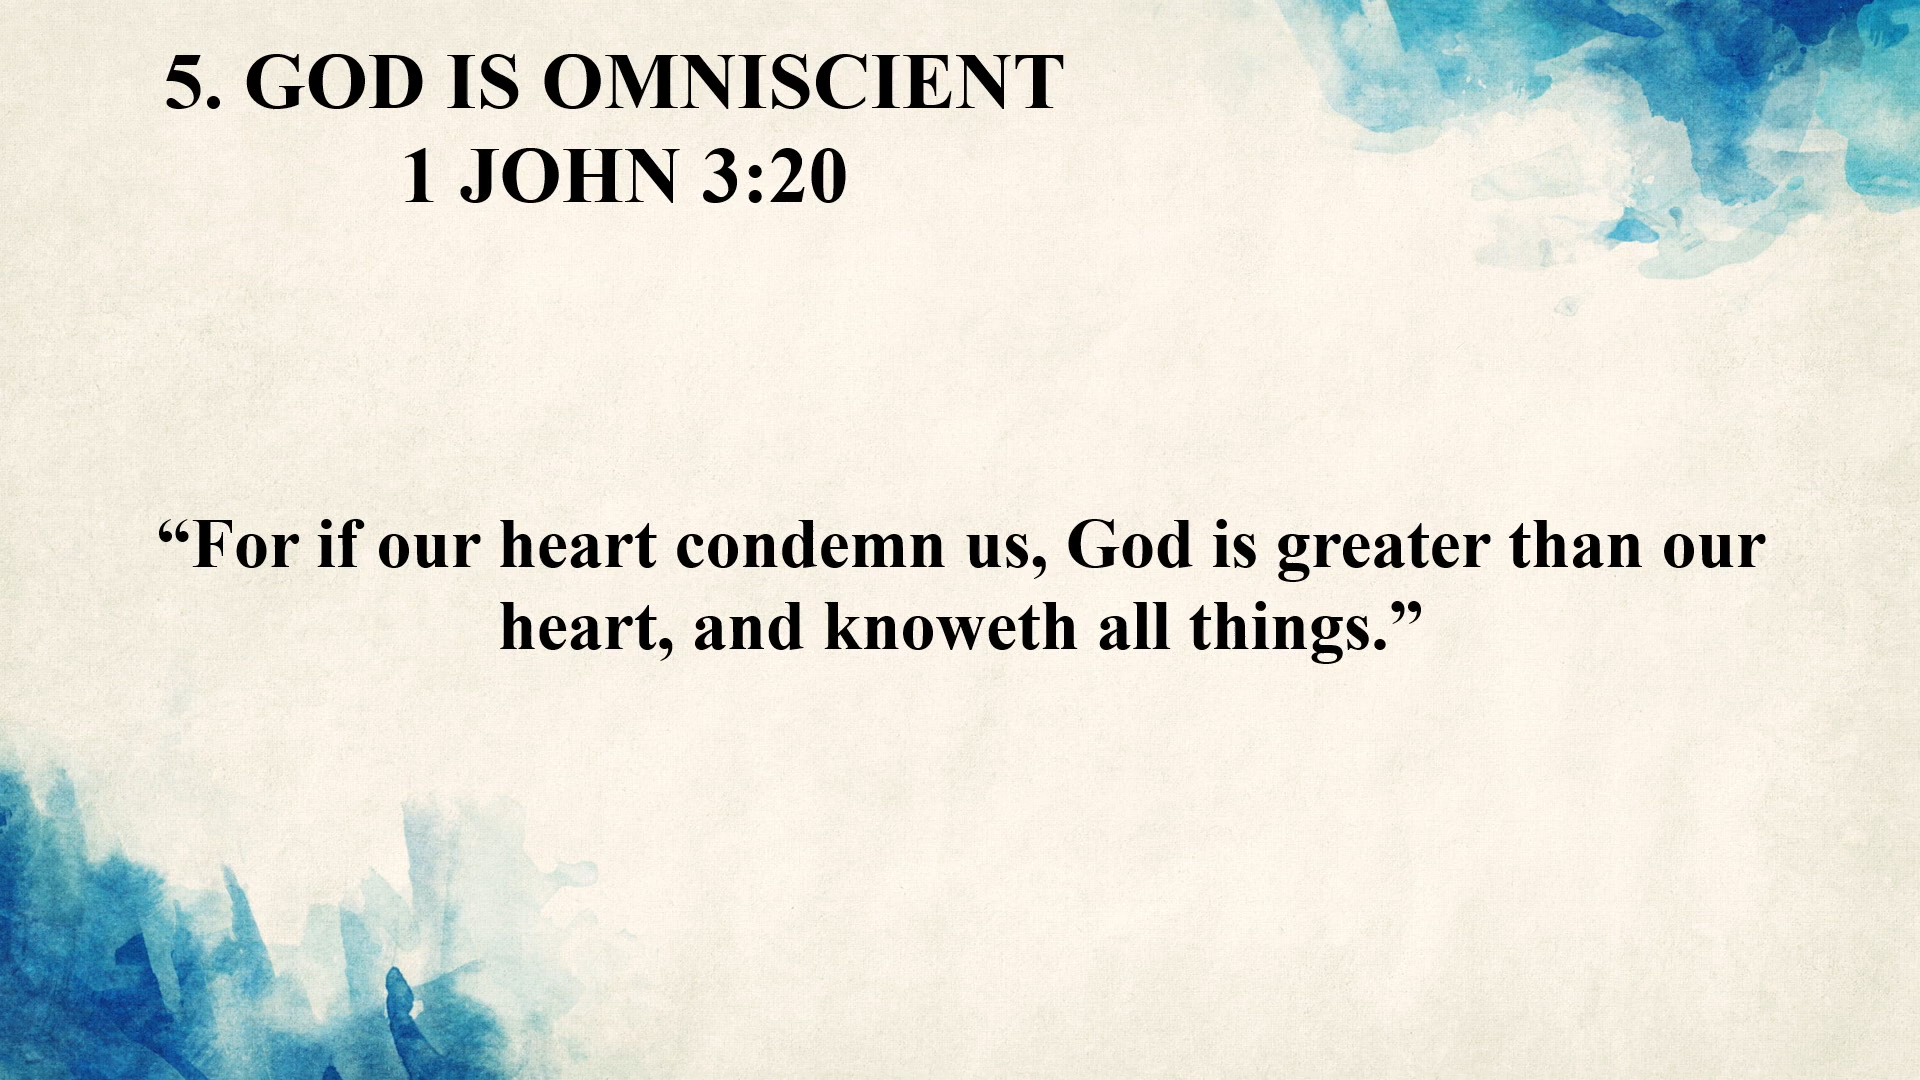 5. GOD IS OMNISCIENT
1 JOHN 3:20
“For if our heart condemn us, God is greater than our
heart, and knoweth all things.”